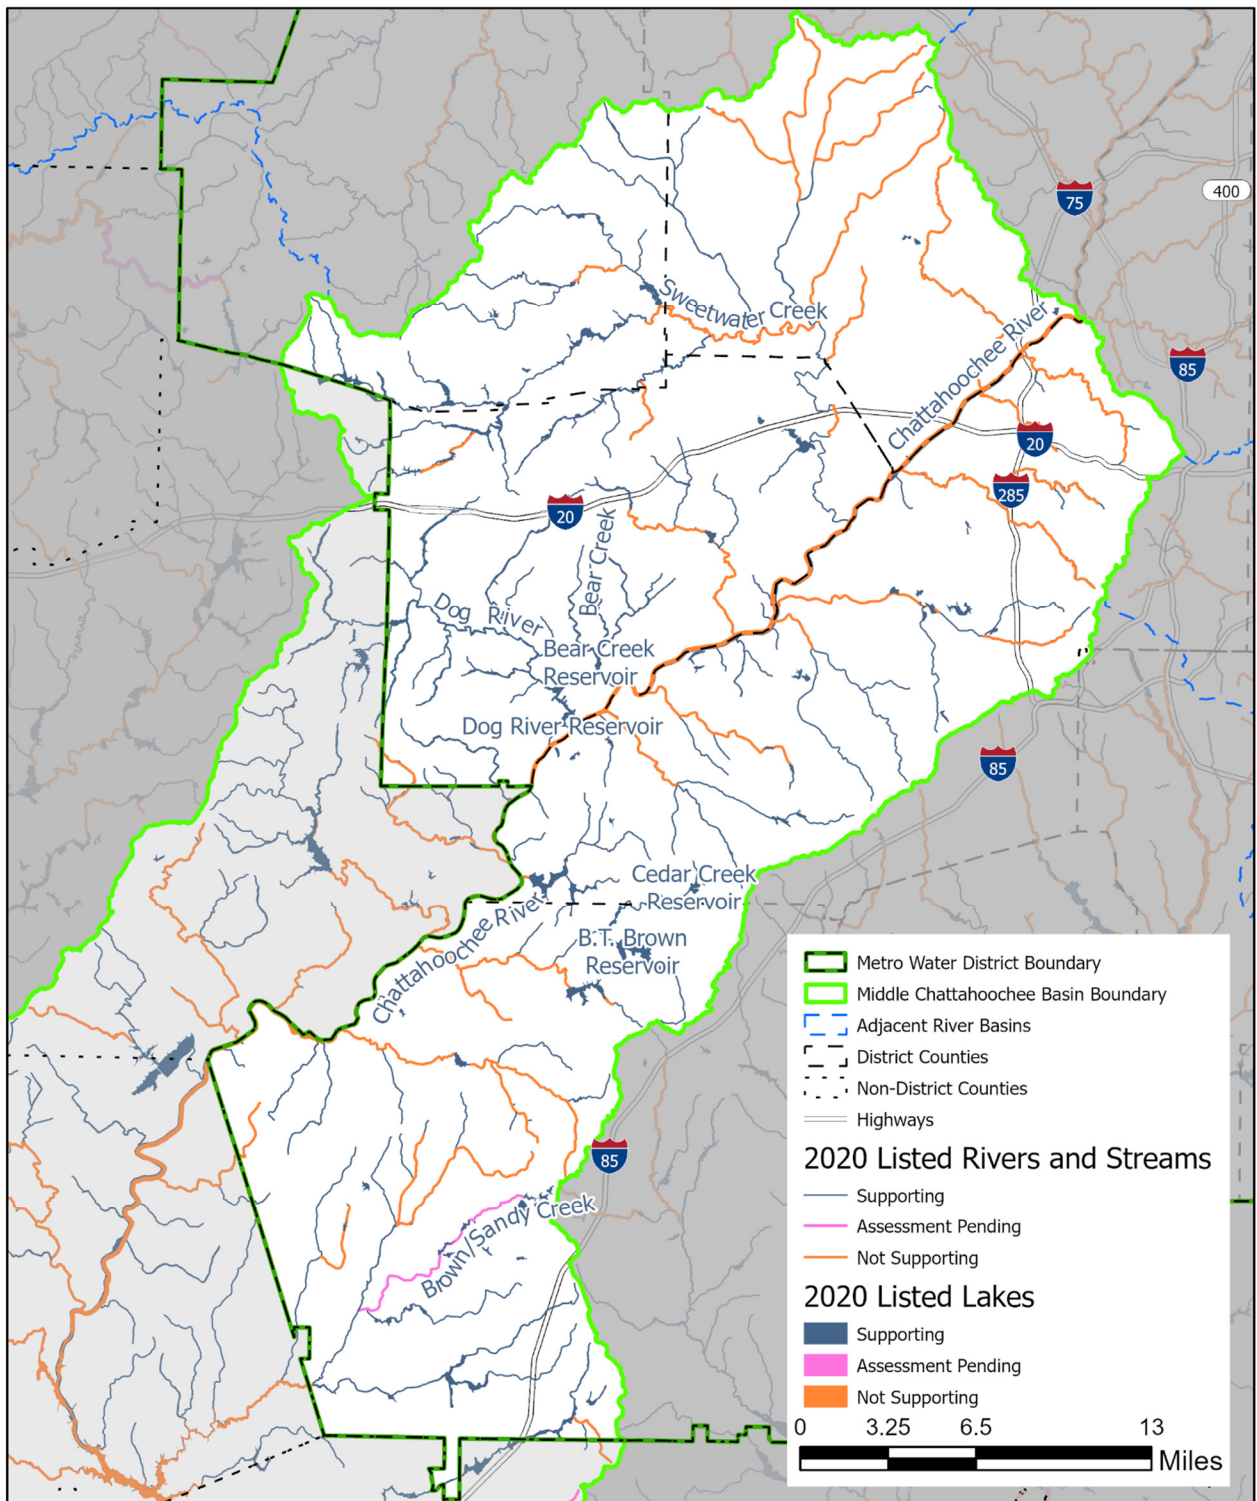 75
400
Sweetwater Creek
Chattahoochee River
85
20
285
20
Bear Creek
Dog River
Bear Creek
Reservoir
Dog River Reservoir
85
Cedar Creek
Reservoir
Chattahoochee River
B.T. Brown
Reservoir
85
Brown/Sandy Creek
Metro Water District Boundary
Middle Chattahoochee Basin Boundary
Adjacent River Basins
District Counties
Non-District Counties
Highways
2020 Listed Rivers and Streams
Supporting
Assessment Pending
Not Supporting
2020 Listed Lakes
Supporting
Assessment Pending
Not Supporting
0 3.25 6.5 13
Miles